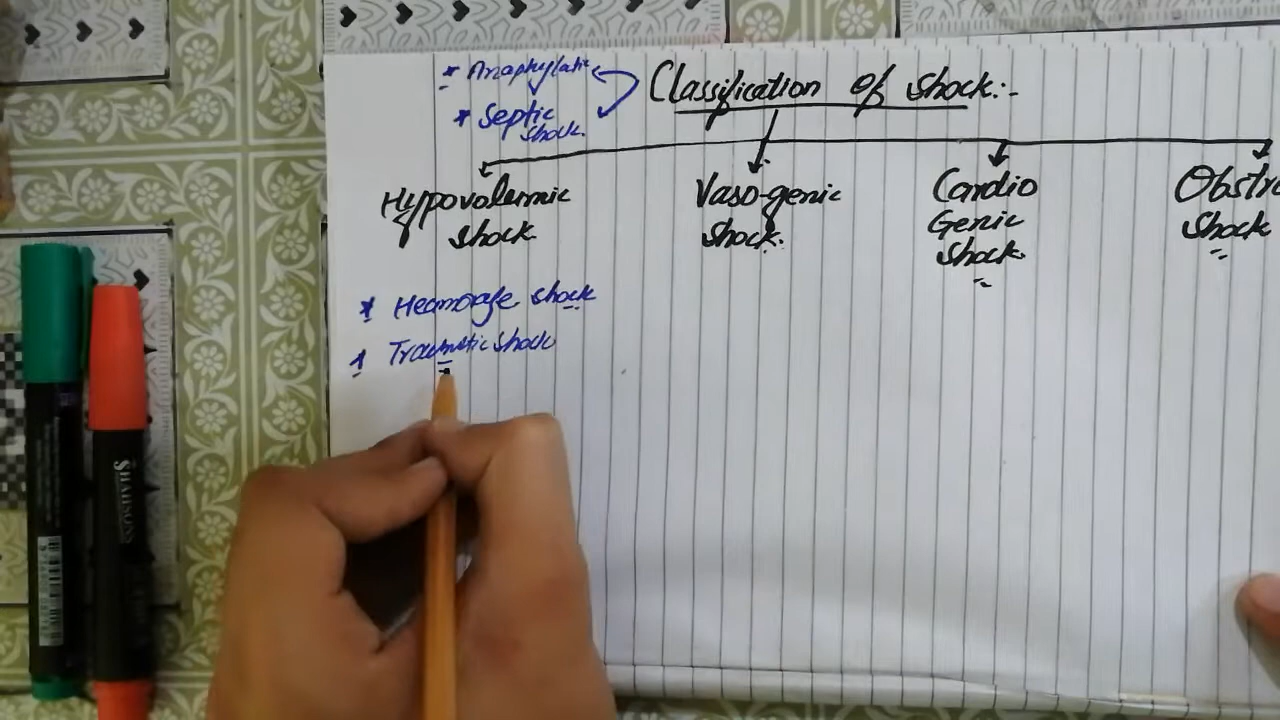 * Anaphylatic
* Septic
shock.
Classification of shock:-
Hypovolemic
shock
Vaso-genic
shock.
Cardio
Genic
shock
Obstr
shock
* Heamorage shock
* Traumatic shock
SHAHSONS